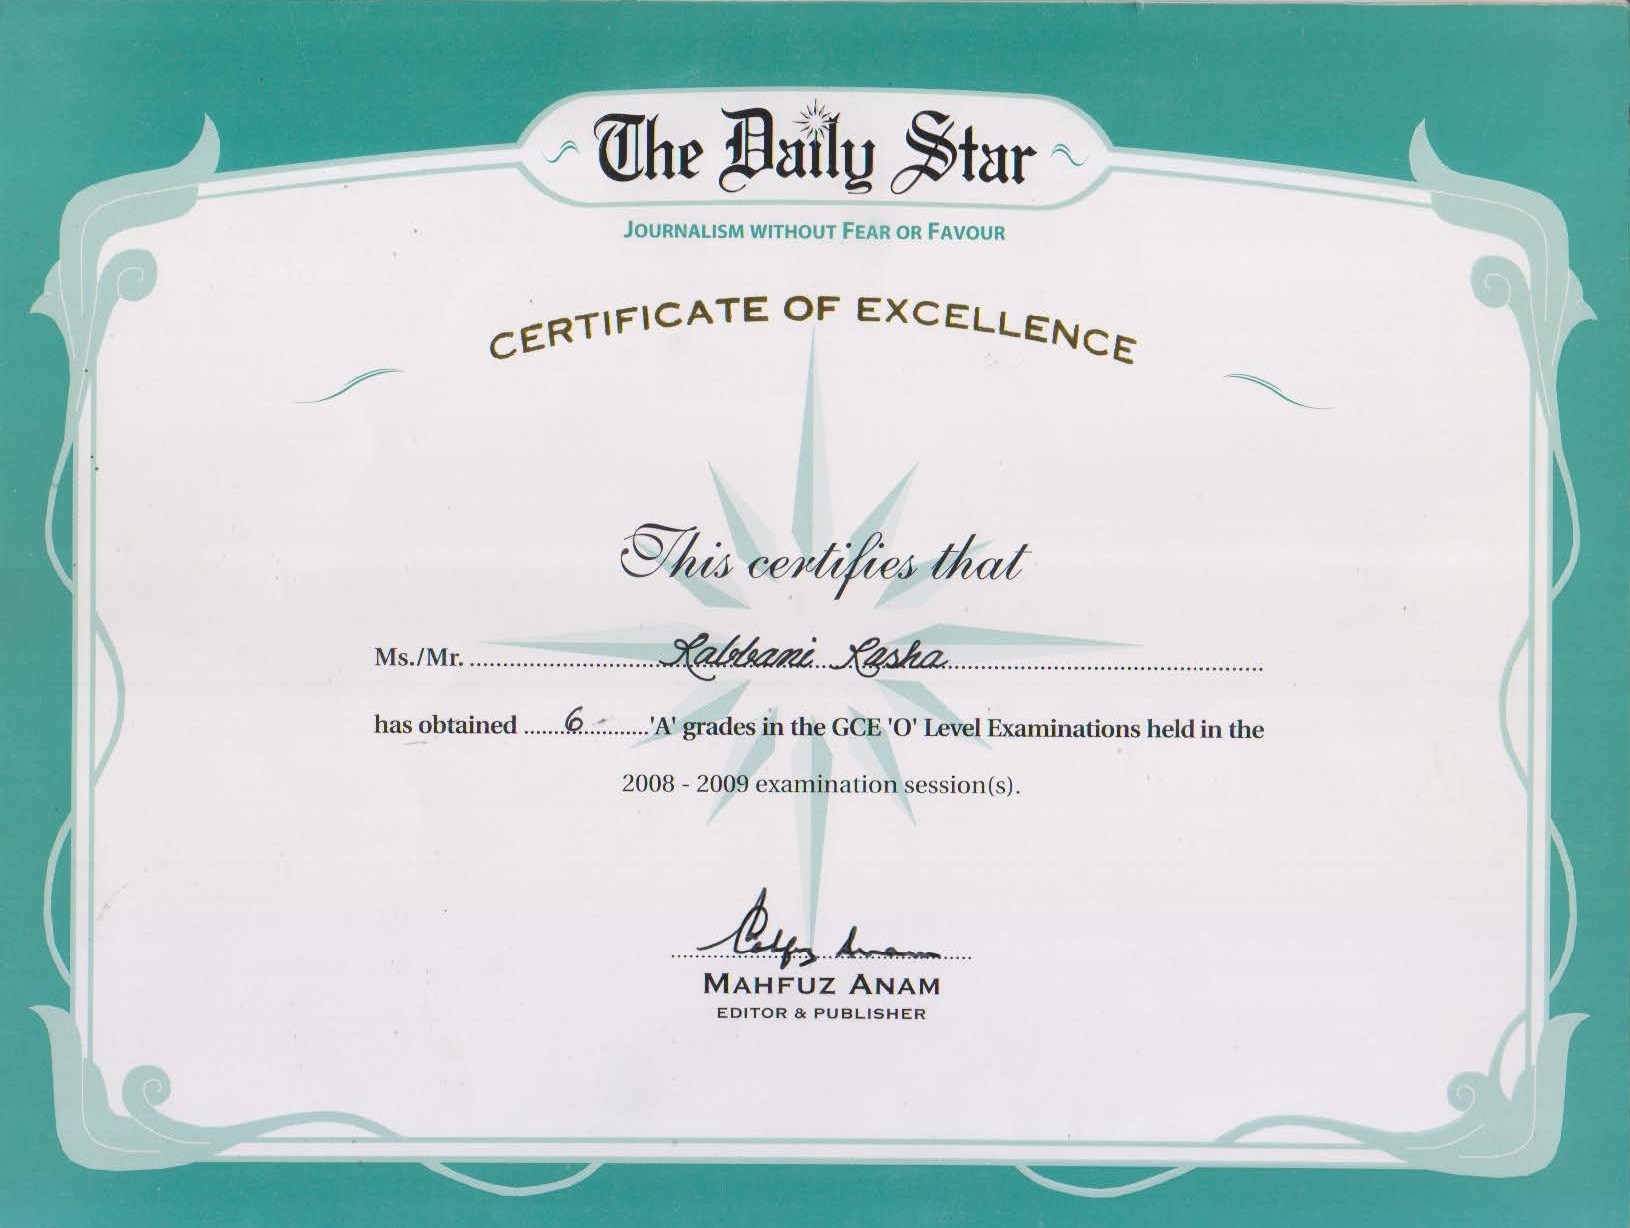 The Daily Star
JOURNALISM WITHOUT FEAR OR FAVOUR
CERTIFICATE OF EXCELLENCE
This certifies that
Ms./Mr. ........ Rabbani Rasha ........
has obtained ......6 -......'A' grades in the GCE 'O' Level Examinations held in the
2008 - 2009 examination session(s).
Mahfuz Anam
MAHFUZ ANAM
EDITOR & PUBLISHER